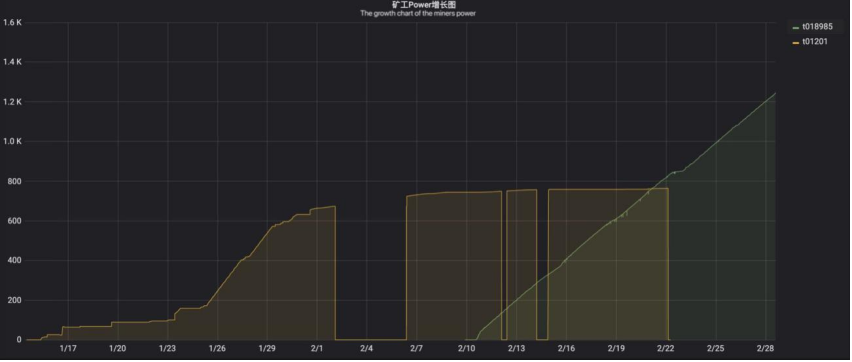 矿工Power增长图
The growth chart of the miners power
1.6 K
1.4 K
1.2 K
1.0 K
800
600
400
200
0
1/17 1/20 1/23 1/26 1/29 2/1 2/4 2/7 2/10 2/13 2/16 2/19 2/22 2/25 2/28
t018985
t01201